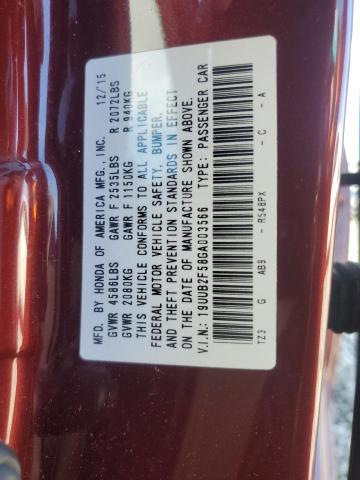 MFD. BY HONDA OF AMERICA MFG., INC. 12/'15
GVWR 4586LBS GAWR F 2535LBS R 2072LBS
GVWR 2080KG GAWR F 1150KG R 940KG
THIS VEHICLE CONFORMS TO ALL APPLICABLE
FEDERAL MOTOR VEHICLE SAFETY, BUMPER,
AND THEFT PREVENTION STANDARDS IN EFFECT
ON THE DATE OF MANUFACTURE SHOWN ABOVE.
V.I.N.: 19UUB2F58GA003566 TYPE: PASSENGER CAR
TZ3 G AB9 - R548PX - C - A